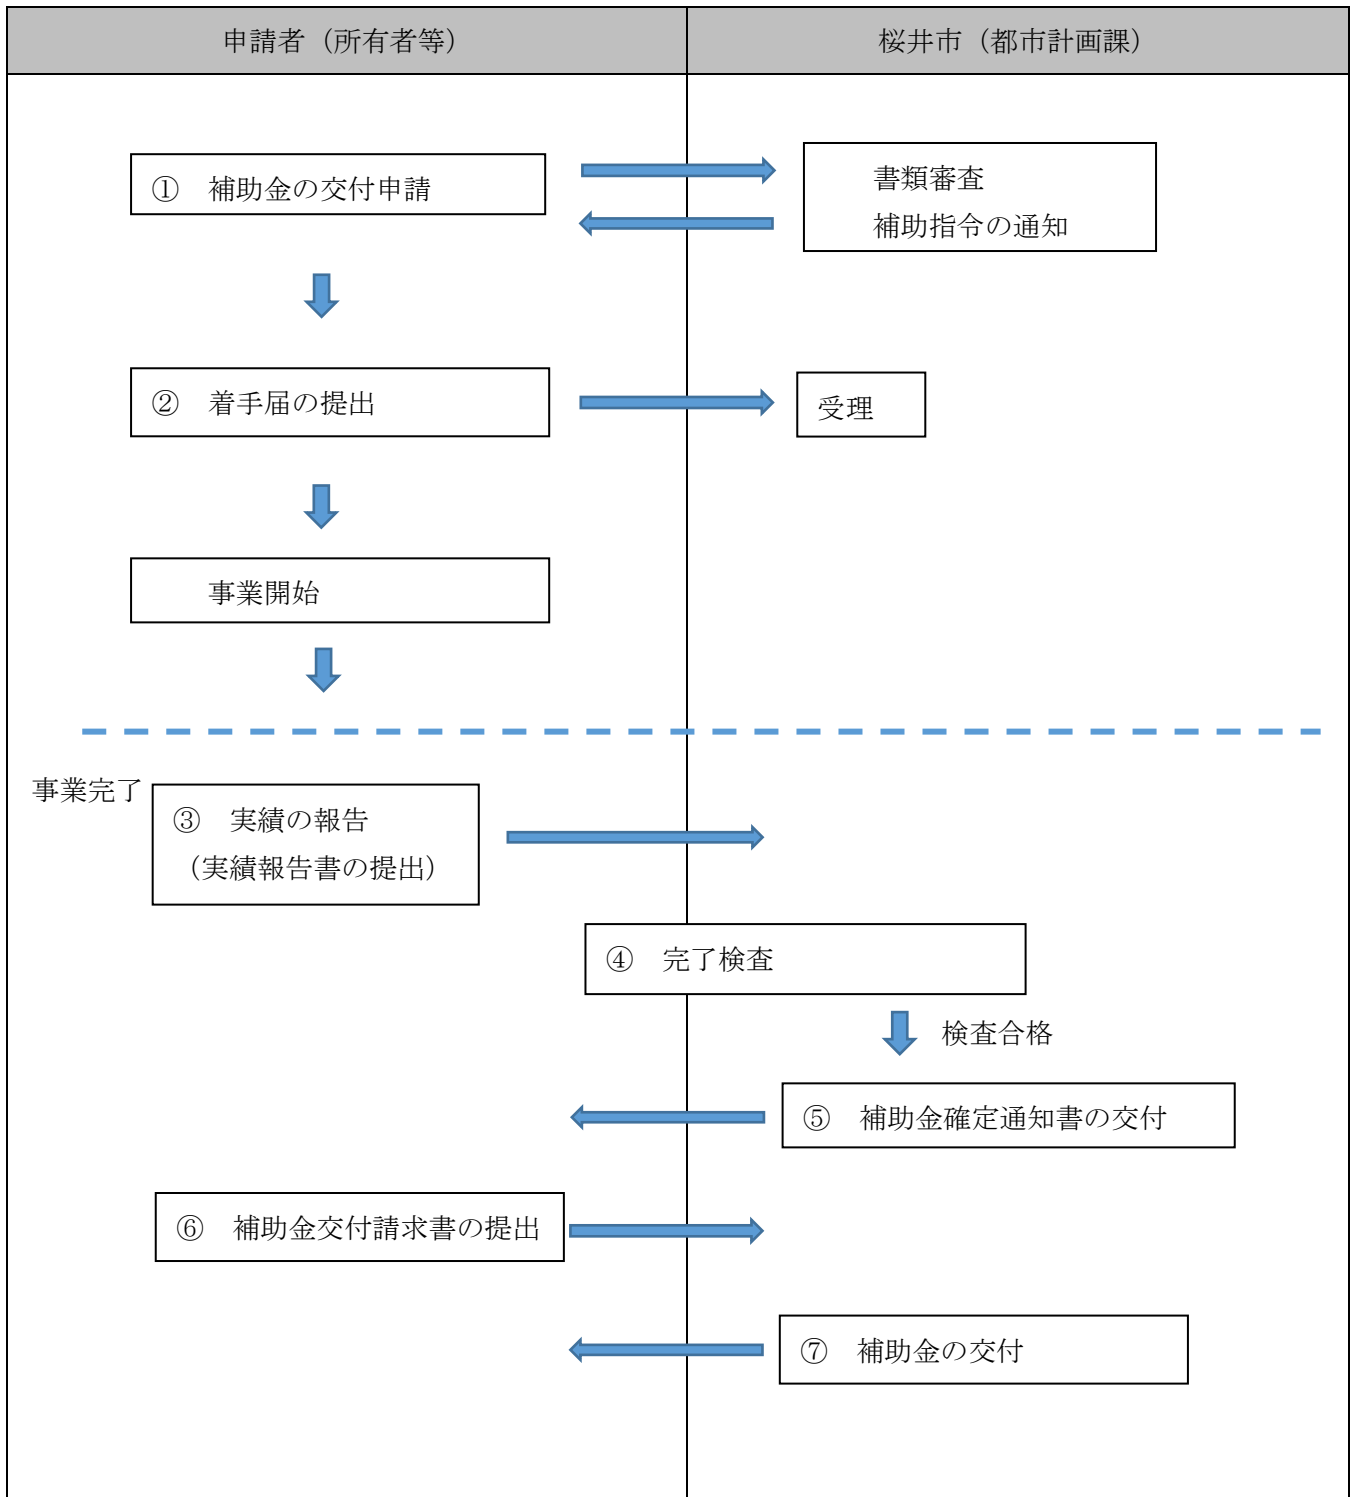 申請者（所有者等）
桜井市（都市計画課）
①　補助金の交付申請
書類審査
補助指令の通知
②　着手届の提出
受理
事業開始
事業完了
③　実績の報告
（実績報告書の提出）
④　完了検査
検査合格
⑤　補助金確定通知書の交付
⑥　補助金交付請求書の提出
⑦　補助金の交付